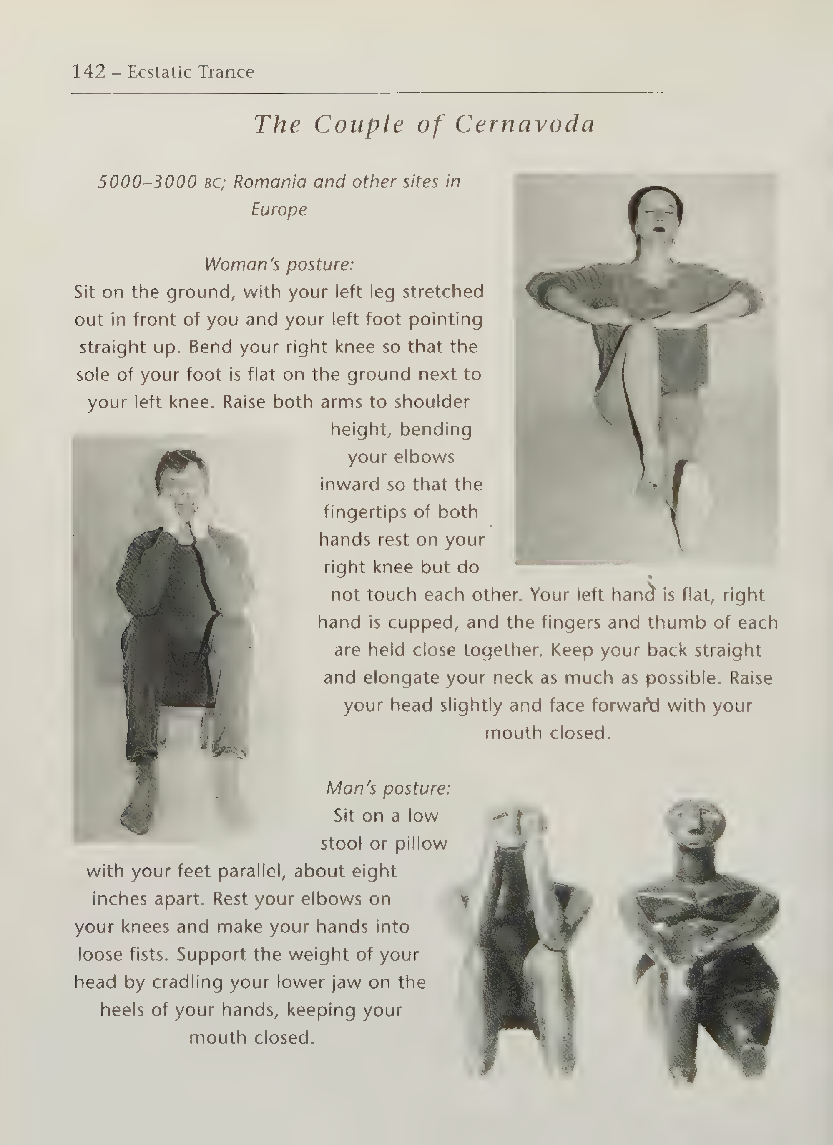 142 – Ecstatic Trance
The Couple of Cernavoda
5000–3000 BC; Romania and other sites in
Europe
Woman's posture:
Sit on the ground, with your left leg stretched
out in front of you and your left foot pointing
straight up. Bend your right knee so that the
sole of your foot is flat on the ground next to
your left knee. Raise both arms to shoulder
height, bending
your elbows
inward so that the
fingertips of both
hands rest on your
right knee but do
not touch each other. Your left hand is flat, right
hand is cupped, and the fingers and thumb of each
are held close together. Keep your back straight
and elongate your neck as much as possible. Raise
your head slightly and face forward with your
mouth closed.
Man's posture:
Sit on a low
stool or pillow
with your feet parallel, about eight
inches apart. Rest your elbows on
your knees and make your hands into
loose fists. Support the weight of your
head by cradling your lower jaw on the
heels of your hands, keeping your
mouth closed.